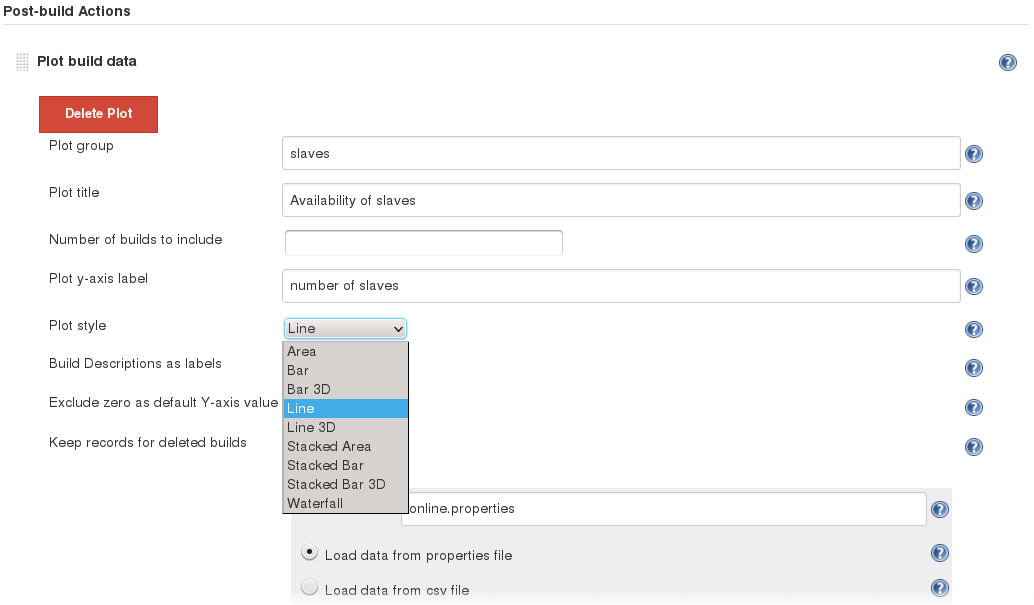 Post-build Actions
Plot build data
Delete Plot
Plot group
slaves
Plot title
Availability of slaves
Number of builds to include
Plot y-axis label
number of slaves
Plot style
Line
Area
Bar
Bar 3D
Line
Line 3D
Stacked Area
Stacked Bar
Stacked Bar 3D
Waterfall
Build Descriptions as labels
Exclude zero as default Y-axis value
Keep records for deleted builds
online.properties
Load data from properties file
Load data from csv file